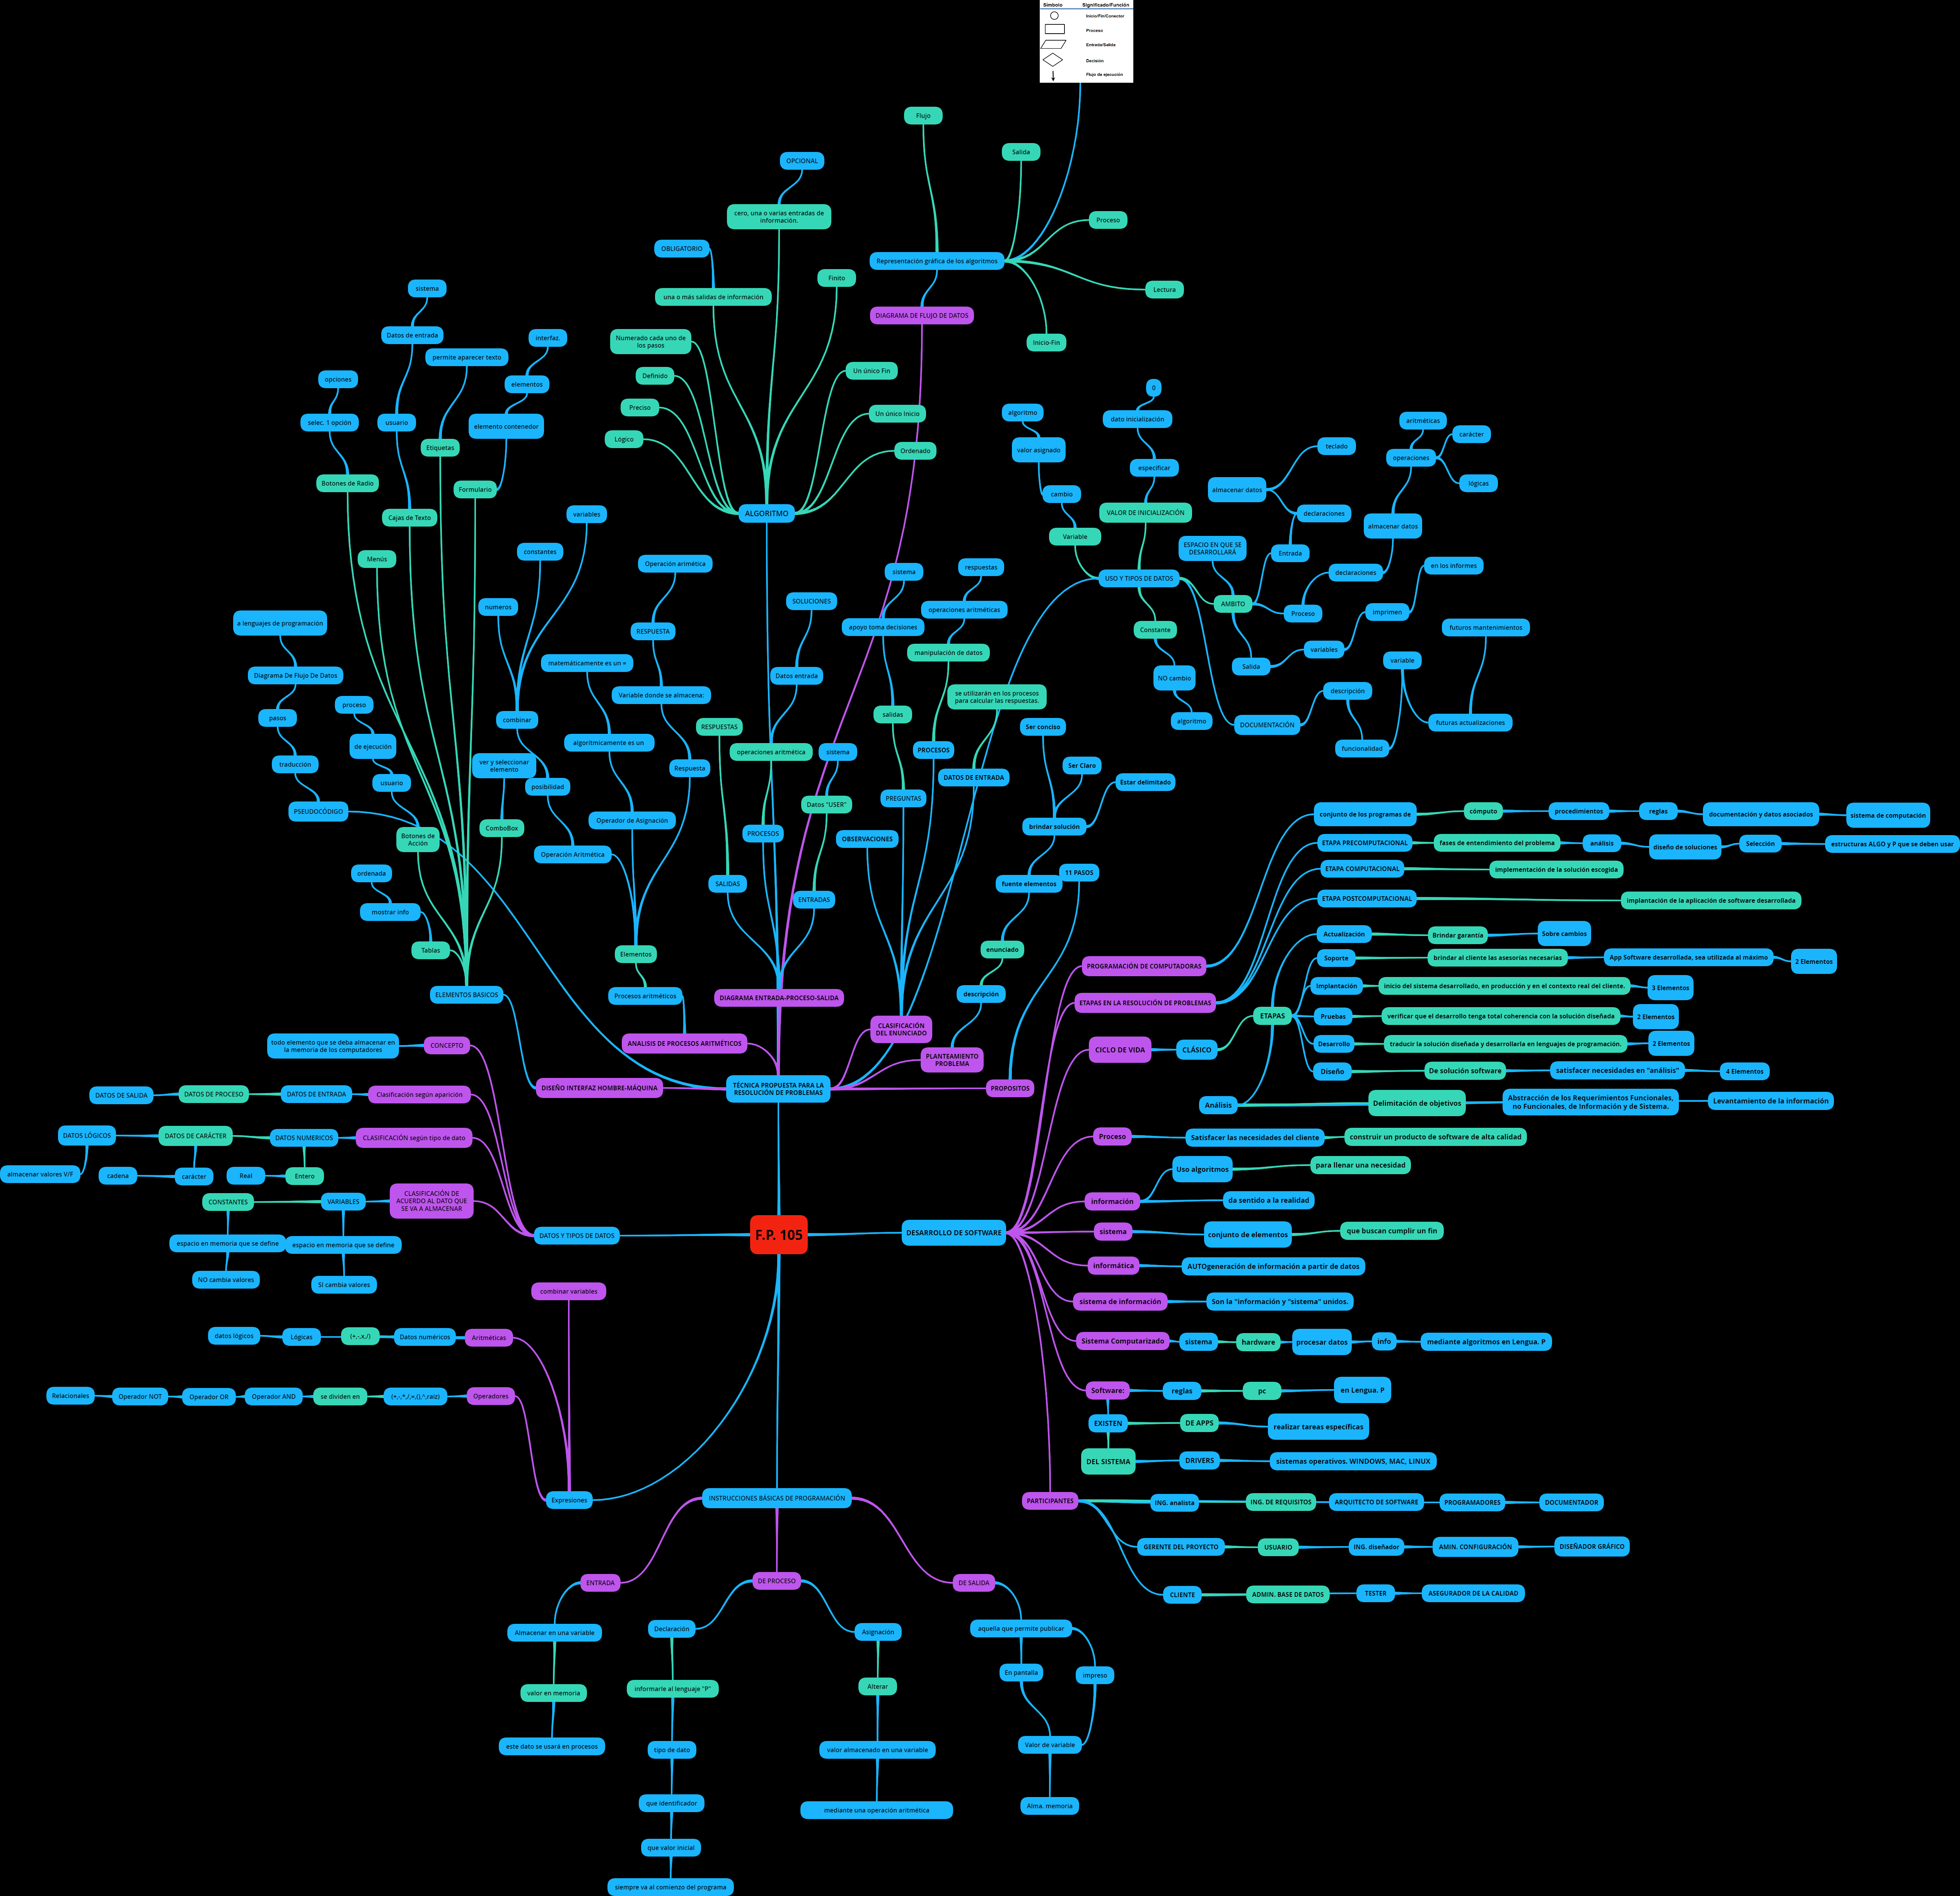 Símbolo
Significado/Función
Inicio/Fin/Conector
Proceso
Entrada/Salida
Decisión
Flujo de ejecución
Flujo
Salida
OPCIONAL
cero, una o varias entradas de
información.
Proceso
OBLIGATORIO
Representación gráfica de los algoritmos
Finito
sistema
Lectura
una o más salidas de información
DIAGRAMA DE FLUJO DE DATOS
Datos de entrada
interfaz.
Numerado cada uno de
los pasos
Inicio-Fin
permite aparecer texto
Un único Fin
opciones
elementos
Definido
0
Preciso
Un único Inicio
algoritmo
dato inicialización
selec. 1 opción
usuario
elemento contenedor
aritméticas
carácter
Etiquetas
Lógico
Ordenado
valor asignado
teclado
operaciones
especificar
Botones de Radio
Formulario
cambio
almacenar datos
lógicas
ALGORITMO
VALOR DE INICIALIZACIÓN
declaraciones
Cajas de Texto
variables
almacenar datos
Variable
constantes
ESPACIO EN QUE SE
DESARROLLARÁ
Entrada
Menús
Operación arimética
sistema
respuestas
USO Y TIPOS DE DATOS
declaraciones
en los informes
numeros
SOLUCIONES
operaciones aritméticas
AMBITO
Proceso
imprimen
a lenguajes de programación
RESPUESTA
apoyo toma decisiones
Constante
futuros mantenimientos
manipulación de datos
variables
matemáticamente es un =
Salida
variable
Diagrama De Flujo De Datos
Datos entrada
NO cambio
Variable donde se almacena:
se utilizarán en los procesos
para calcular las respuestas.
descripción
proceso
pasos
combinar
RESPUESTAS
salidas
Ser conciso
algoritmo
DOCUMENTACIÓN
futuras actualizaciones
de ejecución
algoritmicamente es un
operaciones aritmética
sistema
PROCESOS
funcionalidad
traducción
ver y seleccionar
elemento
Respuesta
DATOS DE ENTRADA
Ser Claro
usuario
posibilidad
Estar delimitado
PSEUDOCÓDIGO
Datos "USER"
PREGUNTAS
conjunto de los programas de
cómputo
procedimientos
reglas
documentación y datos asociados
sistema de computación
Botones de
Acción
ComboBox
Operador de Asignación
PROCESOS
OBSERVACIONES
brindar solución
ETAPA PRECOMPUTACIONAL
fases de entendimiento del problema
análisis
diseño de soluciones
Selección
estructuras ALGO y P que se deben usar
Operación Aritmética
ordenada
11 PASOS
ETAPA COMPUTACIONAL
implementación de la solución escogida
SALIDAS
fuente elementos
mostrar info
ENTRADAS
ETAPA POSTCOMPUTACIONAL
implantación de la aplicación de software desarrollada
Tablas
Elementos
enunciado
Actualización
Brindar garantía
Sobre cambios
PROGRAMACIÓN DE COMPUTADORAS
Soporte
brindar al cliente las asesorías necesarías
App Software desarrollada, sea utilizada al máximo
2 Elementos
ELEMENTOS BASICOS
Procesos aritméticos
DIAGRAMA ENTRADA-PROCESO-SALIDA
descripción
ETAPAS EN LA RESOLUCIÓN DE PROBLEMAS
Implantación
inicio del sistema desarrollado, en producción y en el contexto real del cliente.
3 Elementos
CLASIFICACIÓN
DEL ENUNCIADO
ETAPAS
Pruebas
verificar que el desarrollo tenga total coherencia con la solución diseñada
2 Elementos
todo elemento que se deba almacenar en
la memoria de los computadores
CONCEPTO
ANALISIS DE PROCESOS ARITMÉTICOS
PLANTEAMIENTO
PROBLEMA
CICLO DE VIDA
CLÁSICO
Desarrollo
traducir la solución diseñada y desarrollarla en lenguajes de programación.
2 Elementos
DISEÑO INTERFAZ HOMBRE-MÁQUINA
TÉCNICA PROPUESTA PARA LA
RESOLUCIÓN DE PROBLEMAS
PROPOSITOS
Diseño
De solución software
satisfacer necesidades en "análisis"
4 Elementos
DATOS DE SALIDA
DATOS DE PROCESO
DATOS DE ENTRADA
Clasificación según aparición.
Análisis
Delimitación de objetivos
Abstracción de los Requerimientos Funcionales,
no Funcionales, de Información y de Sistema.
Levantamiento de la información
DATOS LÓGICOS
DATOS DE CARÁCTER
DATOS NUMERICOS
CLASIFICACIÓN según tipo de dato
Proceso
Satisfacer las necesidades del cliente
construir un producto de software de alta calidad
almacenar valores V/F
cadena
carácter
Real
Entero
Uso algoritmos
para llenar una necesidad
CONSTANTES
VARIABLES
CLASIFICACIÓN DE
ACUERDO AL DATO QUE
SE VA A ALMACENAR
información
da sentido a la realidad
espacio en memoria que se define
espacio en memoria que se define
DATOS Y TIPOS DE DATOS
F.P. 105
DESARROLLO DE SOFTWARE
sistema
conjunto de elementos
que buscan cumplir un fin
NO cambia valores
SI cambia valores
informática
AUTOgeneración de información a partir de datos
combinar variables
sistema de información
Son la "información y "sistema" unidos.
datos lógicos
Lógicas
(+,-,x,/)
Datos numéricos
Aritméticas
Sistema Computarizado
sistema
hardware
procesar datos
info
mediante algoritmos en Lengua. P
Relacionales
Operador NOT
Operador OR
Operador AND
se dividen en
(+,-,*,/,=,(),^,raíz)
Operadores
Software:
reglas
pc
en Lengua. P
EXISTEN
DE APPS
realizar tareas específicas
DEL SISTEMA
DRIVERS
sistemas operativos. WINDOWS, MAC, LINUX
Expresiones
INSTRUCCIONES BÁSICAS DE PROGRAMACIÓN
PARTICIPANTES
ING. analista
ING. DE REQUISITOS
ARQUITECTO DE SOFTWARE
PROGRAMADORES
DOCUMENTADOR
GERENTE DEL PROYECTO
USUARIO
ING. diseñador
AMIN. CONFIGURACIÓN
DISEÑADOR GRÁFICO
ENTRADA
DE PROCESO
DE SALIDA
CLIENTE
ADMIN. BASE DE DATOS
TESTER
ASEGURADOR DE LA CALIDAD
Almacenar en una variable
Declaración
Asignación
aquella que permite publicar
En pantalla
impreso
valor en memoria
informarle al lenguaje "P"
Alterar
este dato se usará en procesos
tipo de dato
valor almacenado en una variable
Valor de variable
que identificador
mediante una operación aritmética
Alma. memoria
que valor inicial
siempre va al comienzo del programa